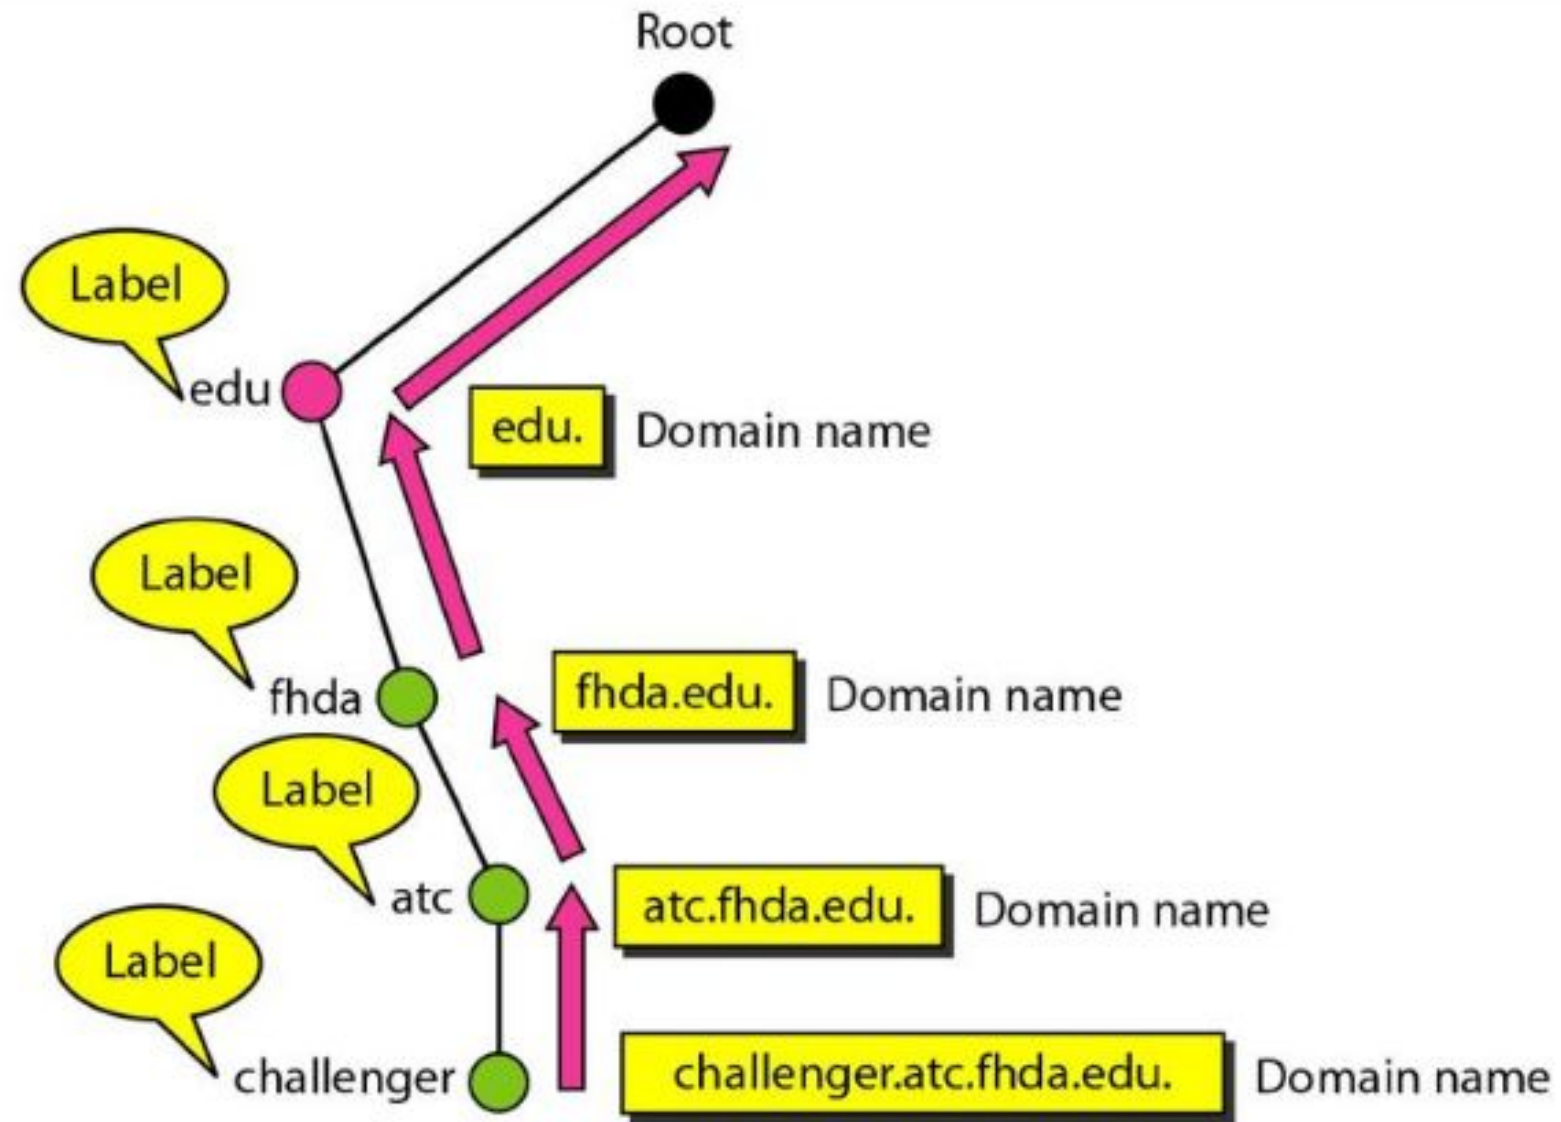 Root
Label
edu
edu. Domain name
Label
fhda
fhda.edu. Domain name
Label
atc
atc.fhda.edu. Domain name
Label
challenger
challenger.atc.fhda.edu. Domain name